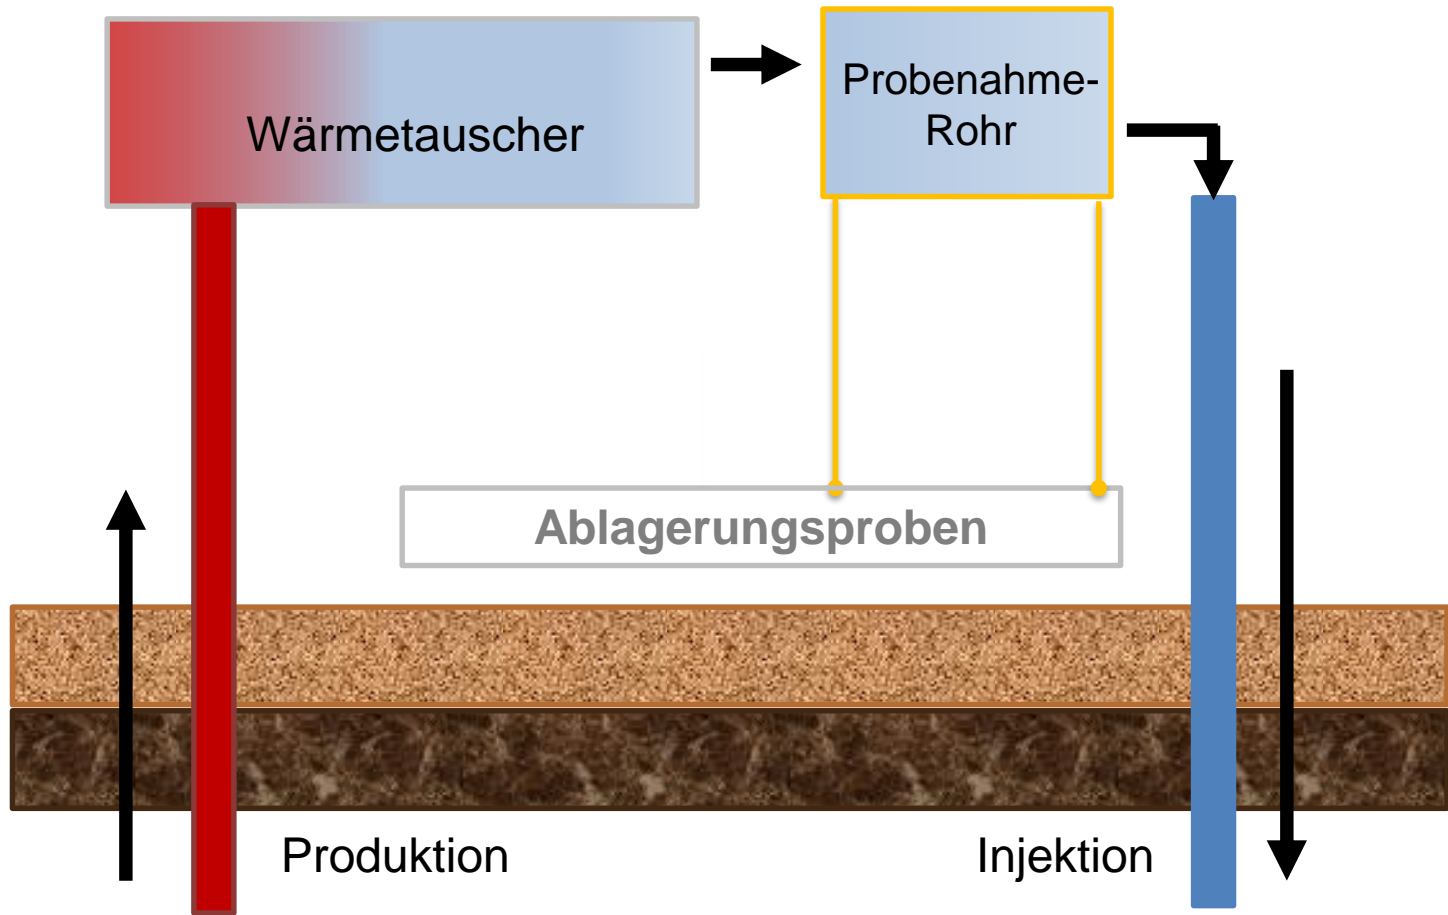 Wärmetauscher
Probenahme-
Rohr
Ablagerungsproben
Produktion
Injektion